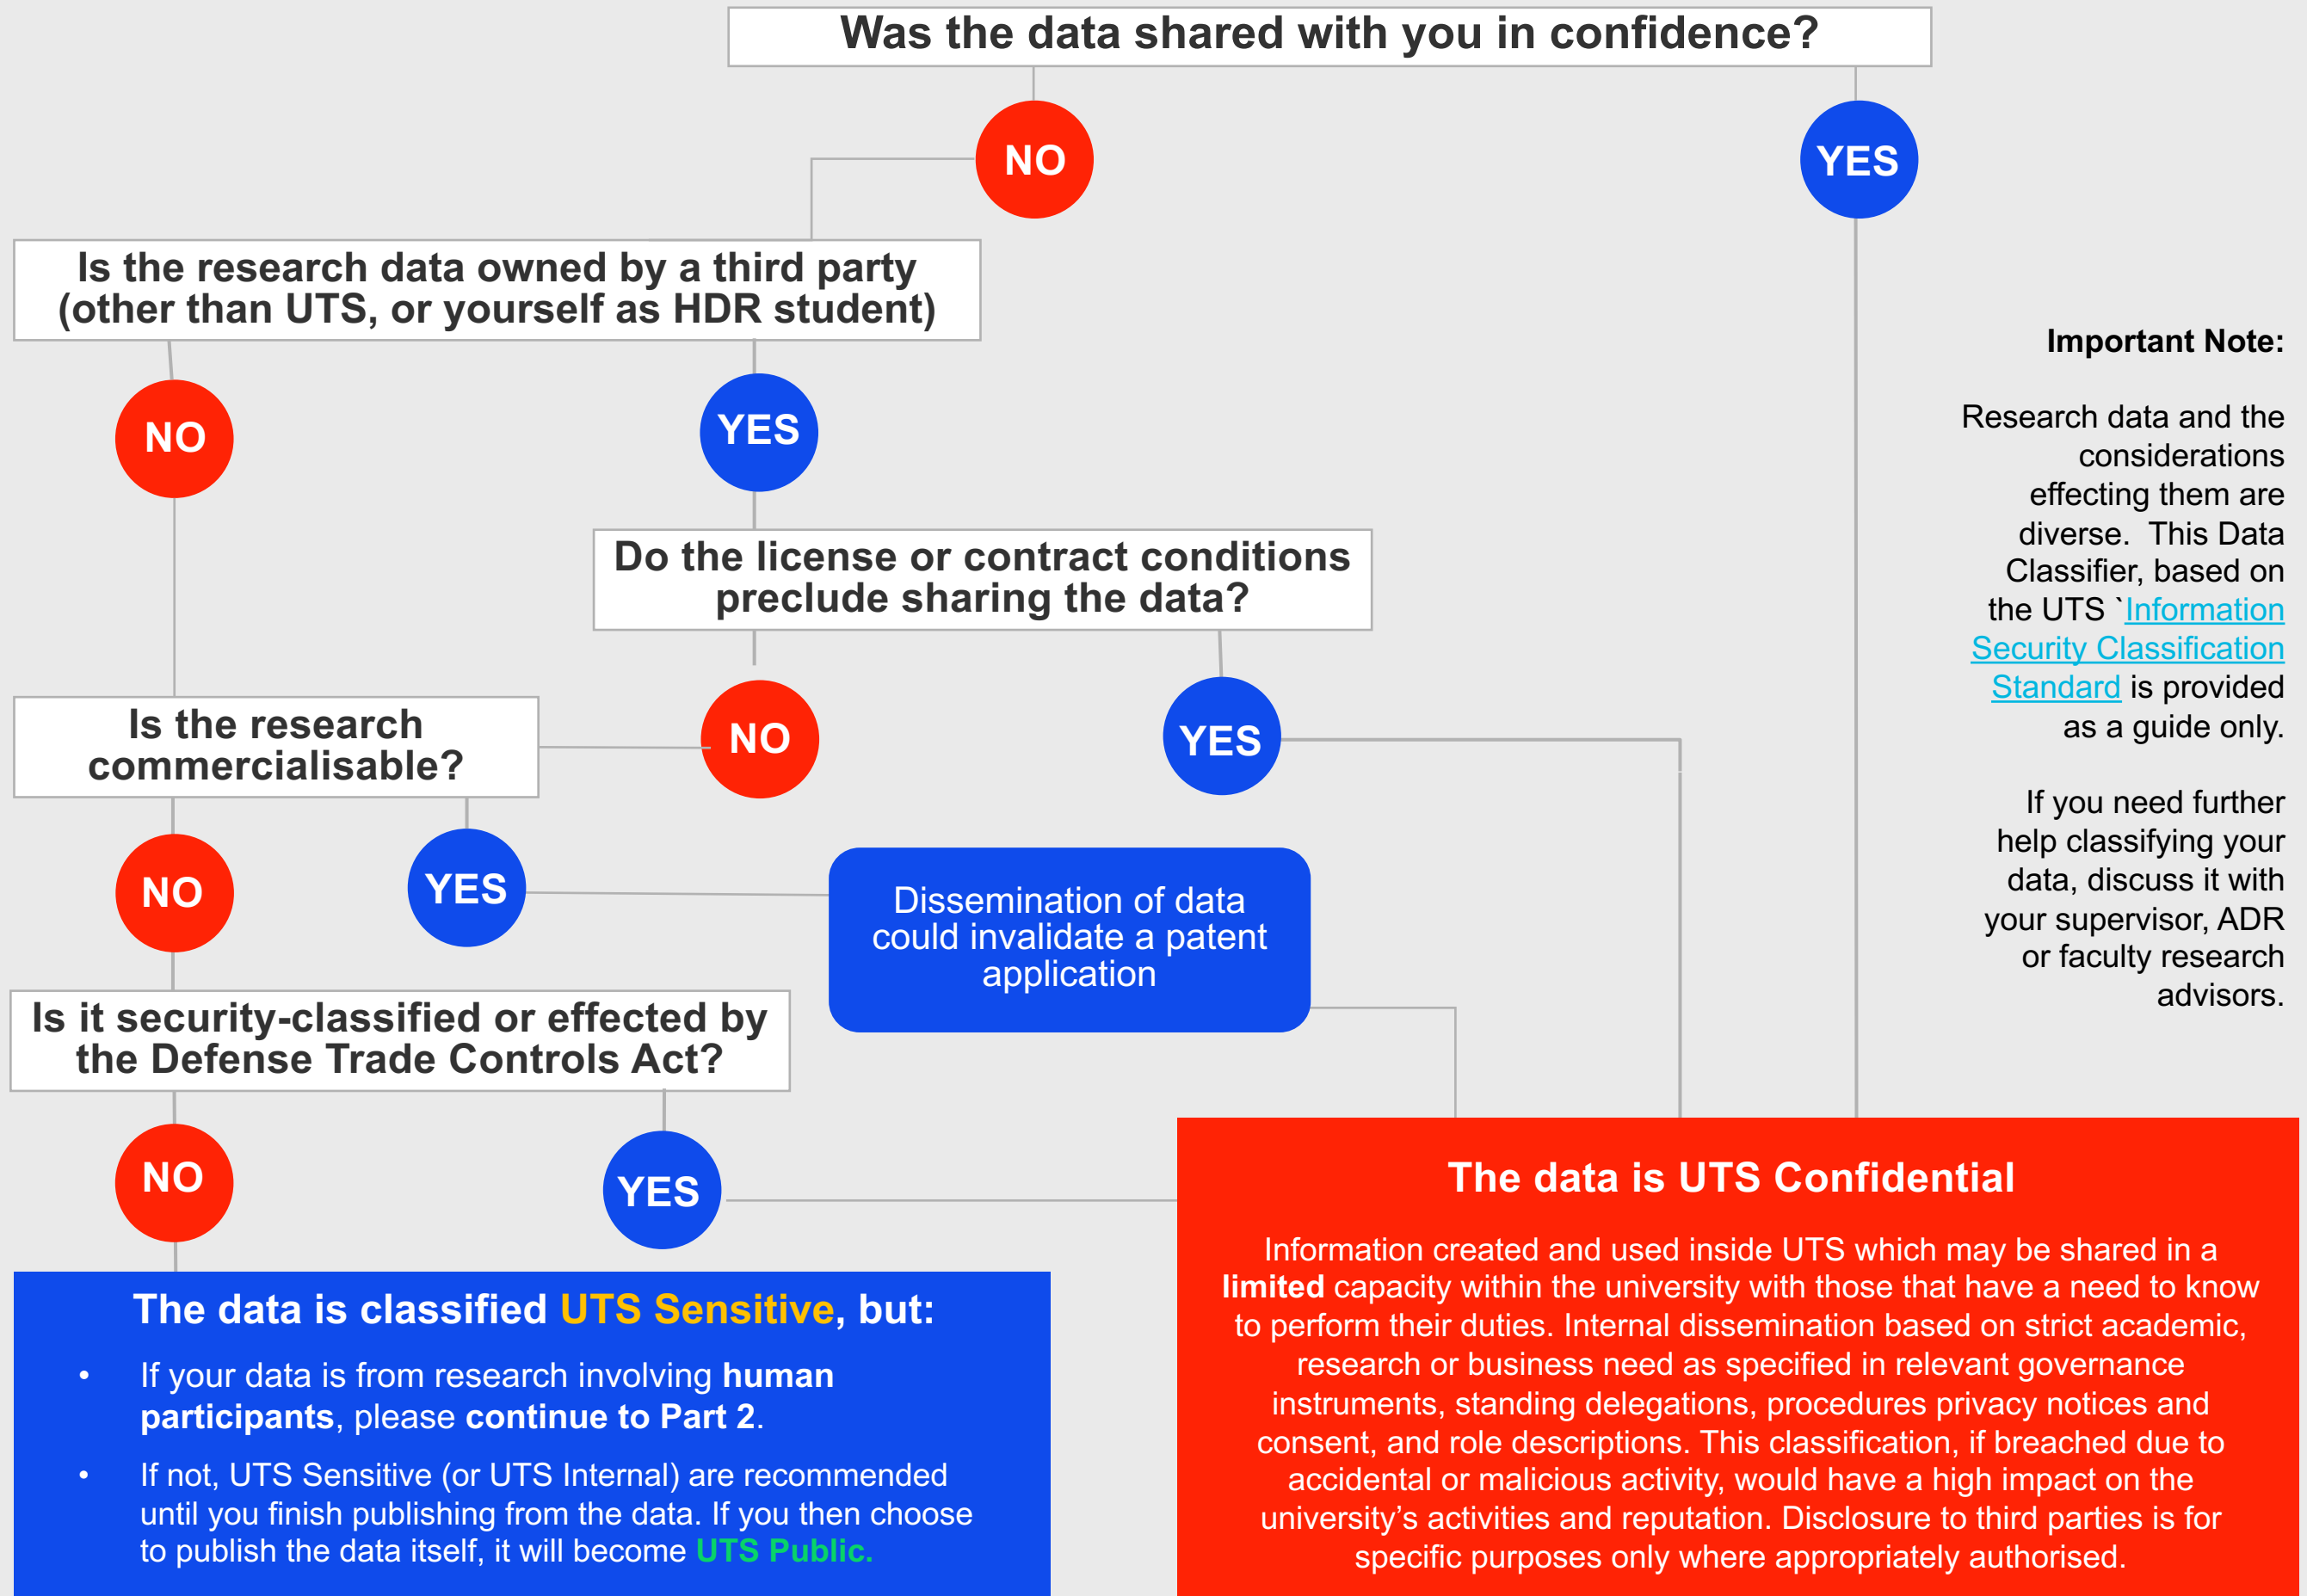 Was the data shared with you in confidence?
NO
YES
Is the research data owned by a third party
(other than UTS, or yourself as HDR student)
NO
YES
Do the license or contract conditions
preclude sharing the data?
NO
YES
Is the research
commercialisable?
NO
YES
Dissemination of data
could invalidate a patent
application
Is it security-classified or effected by
the Defense Trade Controls Act?
NO
YES
The data is classified UTS Sensitive, but:
• If your data is from research involving human
participants, please continue to Part 2.
• If not, UTS Sensitive (or UTS Internal) are recommended
until you finish publishing from the data. If you then choose
to publish the data itself, it will become UTS Public.
The data is UTS Confidential
Information created and used inside UTS which may be shared in a
limited capacity within the university with those that have a need to know
to perform their duties. Internal dissemination based on strict academic,
research or business need as specified in relevant governance
instruments, standing delegations, procedures privacy notices and
consent, and role descriptions. This classification, if breached due to
accidental or malicious activity, would have a high impact on the
university’s activities and reputation. Disclosure to third parties is for
specific purposes only where appropriately authorised.
Important Note:
Research data and the
considerations
effecting them are
diverse.  This Data
Classifier, based on
the UTS `Information
Security Classification
Standard is provided
as a guide only.
If you need further
help classifying your
data, discuss it with
your supervisor, ADR
or faculty research
advisors.